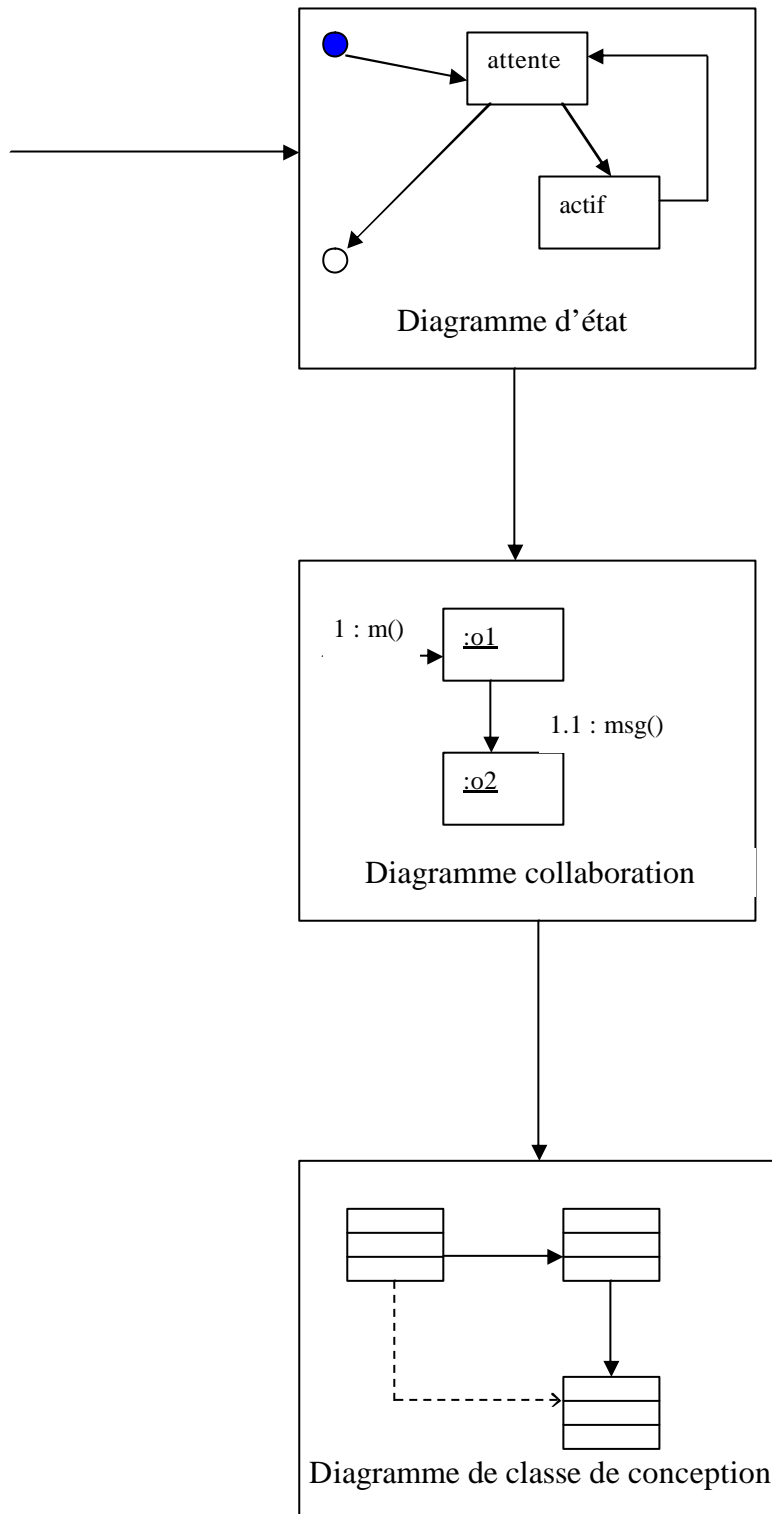 attente
actif
Diagramme d’état
1 : m()
:o1
1.1 : msg()
:o2
Diagramme collaboration
Diagramme de classe de conception